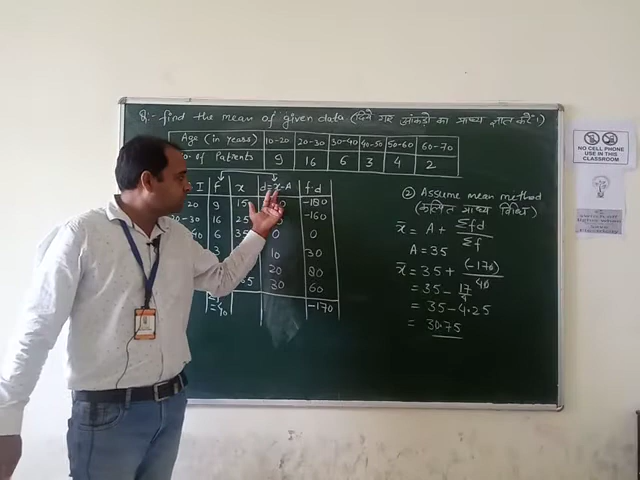 Q:- find the mean of given data (दिये गए आंकड़ो का माध्य ज्ञात करें।)
Age (in Years) 10-20 20-30 30-40 40-50 50-60 60-70
No. of Patients 9 16 6 3 4 2
I F x d=x-A f·d
20 9 15 -180
20-30 16 25 -160
40 6 35 0 0
3 10 30
20 80
65 30 60
= 40 -170
② Assume mean method
(कल्पित माध्य विधि)
x̄ = A + Σfd/Σf
A = 35
x̄ = 35 + (-170)/40
= 35 - 17/4
= 35 - 4.25
= 30.75
NO CELL PHONE
USE IN THIS
CLASSROOM